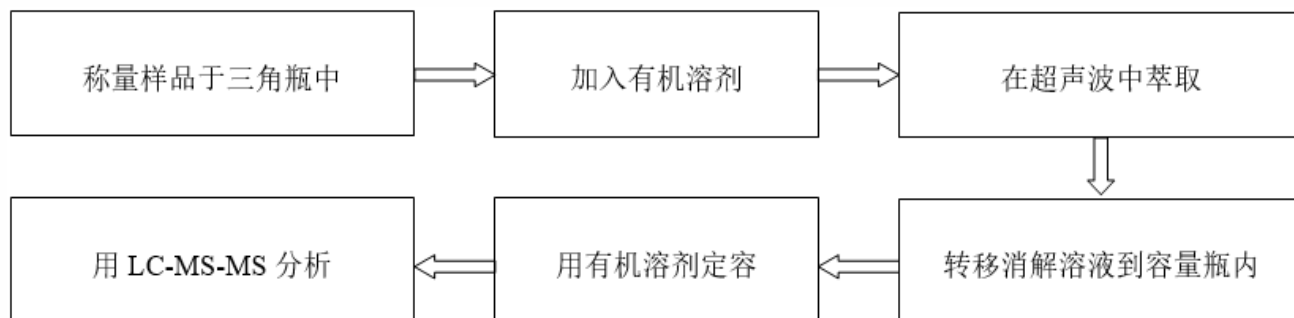 称量样品于三角瓶中
加入有机溶剂
在超声波中萃取
转移消解溶液到容量瓶内
用有机溶剂定容
用 LC-MS-MS 分析